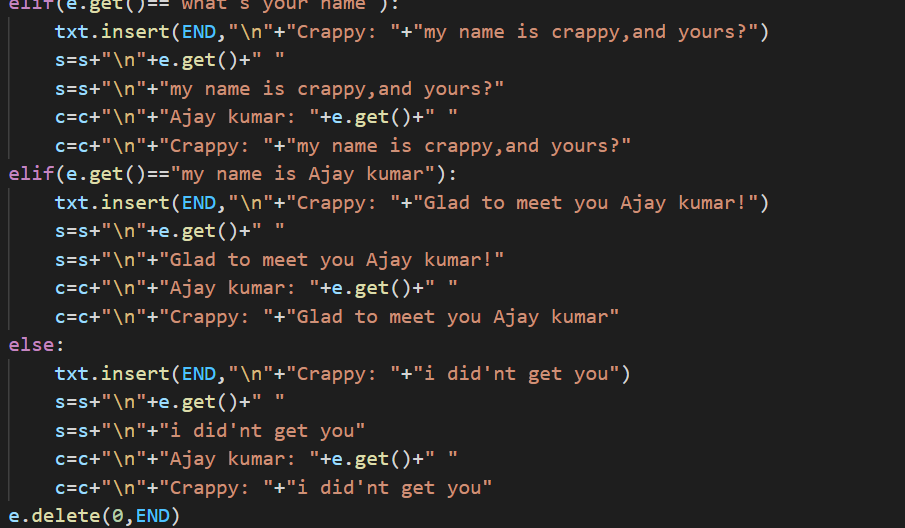 elif(e.get()=="what's your name"):
    txt.insert(END,"\n"+"Crappy: "+"my name is crappy,and yours?")
    s=s+"\n"+e.get()+" "
    s=s+"\n"+"my name is crappy,and yours?"
    c=c+"\n"+"Ajay kumar: "+e.get()+" "
    c=c+"\n"+"Crappy: "+"my name is crappy,and yours?"
elif(e.get()=="my name is Ajay kumar"):
    txt.insert(END,"\n"+"Crappy: "+"Glad to meet you Ajay kumar!")
    s=s+"\n"+e.get()+" "
    s=s+"\n"+"Glad to meet you Ajay kumar!"
    c=c+"\n"+"Ajay kumar: "+e.get()+" "
    c=c+"\n"+"Crappy: "+"Glad to meet you Ajay kumar"
else:
    txt.insert(END,"\n"+"Crappy: "+"i did'nt get you")
    s=s+"\n"+e.get()+" "
    s=s+"\n"+"i did'nt get you"
    c=c+"\n"+"Ajay kumar: "+e.get()+" "
    c=c+"\n"+"Crappy: "+"i did'nt get you"
e.delete(0,END)